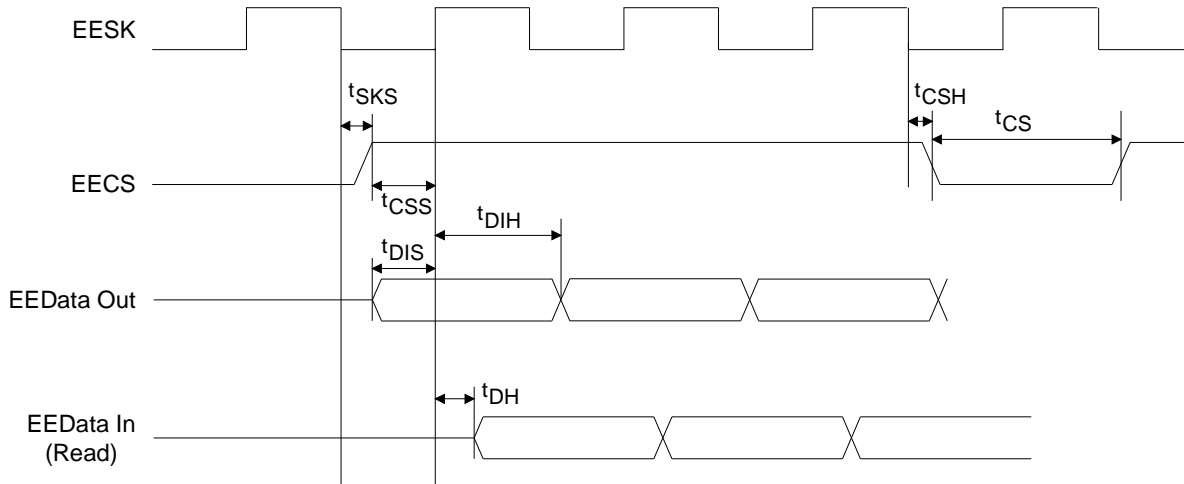 EESK
tSKS
tCSH
tCS
EECS
tCSS
tDIH
tDIS
EEData Out
tDH
EEData In
(Read)